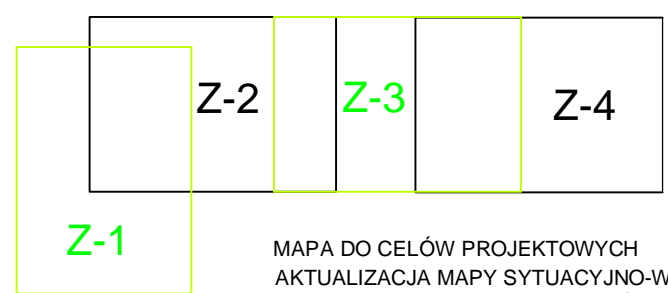 Z-2 Z-3 Z-4
Z-1
MAPA DO CELÓW PROJEKTOWYCH
AKTUALIZACJA MAPY SYTUACYJNO-W